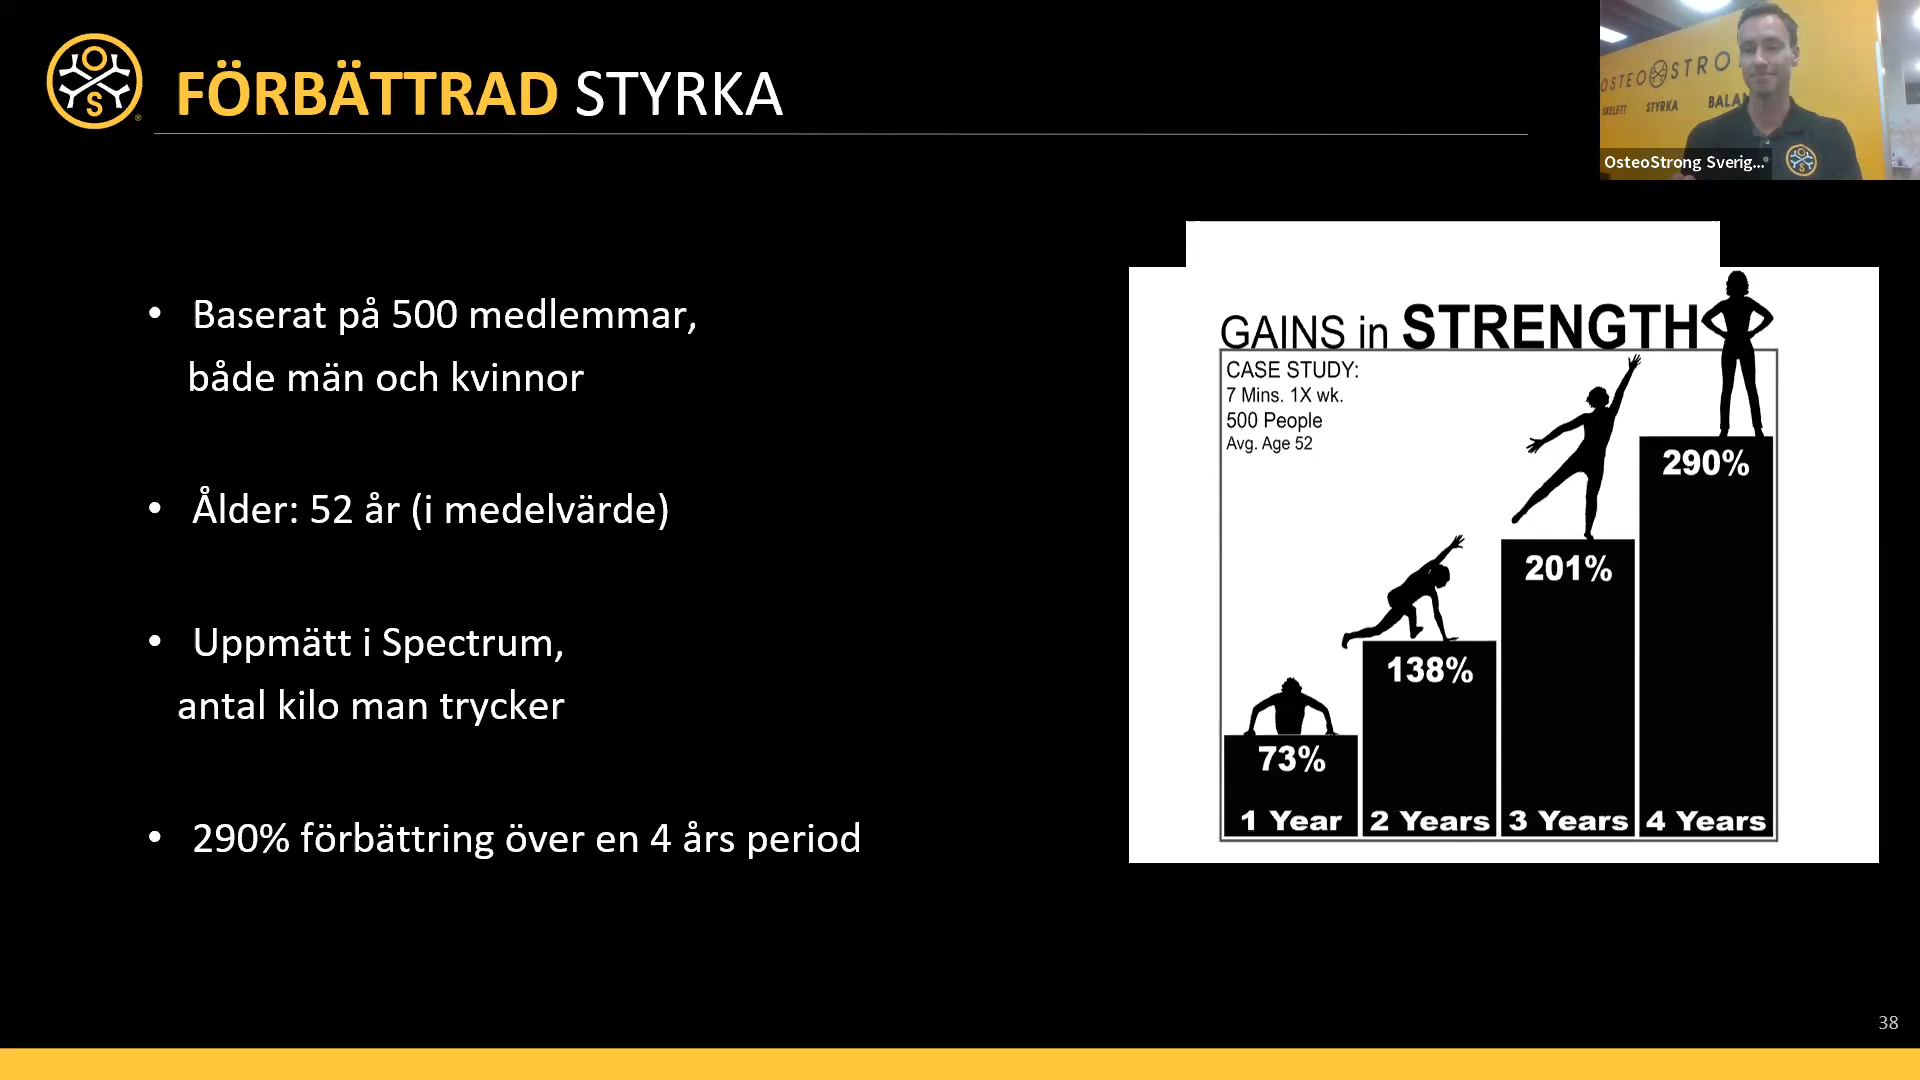 FÖRBÄTTRAD STYRKA
OSTEOSTRO
SKELETT STYRKA BALAN
OsteoStrong Sverig...
• Baserat på 500 medlemmar,
både män och kvinnor
• Ålder: 52 år (i medelvärde)
• Uppmätt i Spectrum,
antal kilo man trycker
• 290% förbättring över en 4 års period
GAINS in STRENGTH
CASE STUDY:
7 Mins. 1X wk.
500 People
Avg. Age 52
73%
138%
201%
290%
1 Year
2 Years
3 Years
4 Years
38